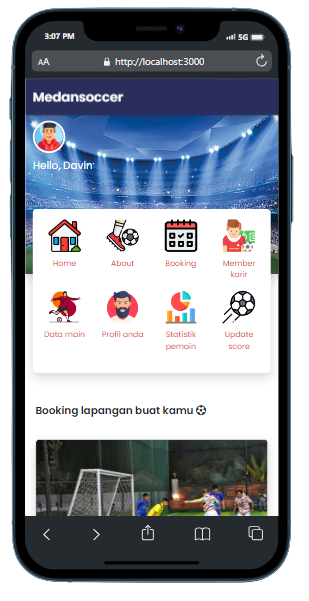 3:07 PM
5G
AA
http://localhost:3000
Medansoccer
Hello, Davin
Home
About
Booking
Member
karir
Data main
Profil anda
Statistik
pemain
Update
score
Booking lapangan buat kamu